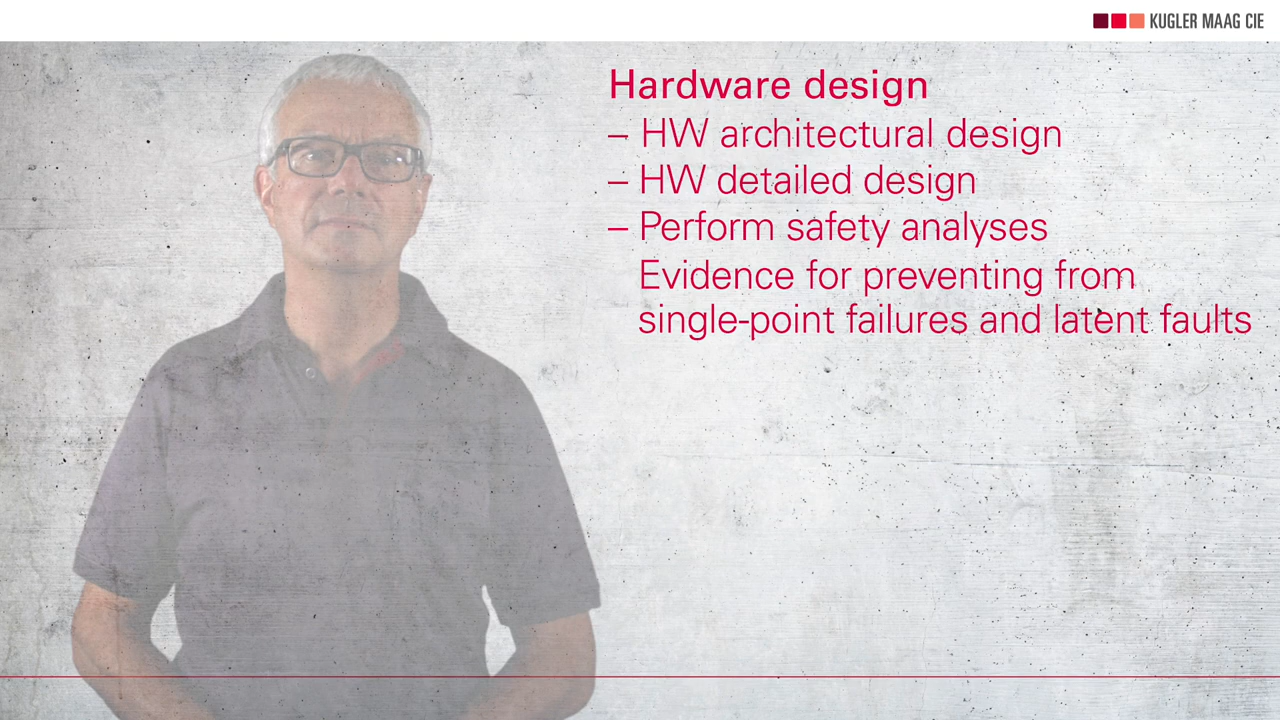 KUGLER MAAG CIE
Hardware design
– HW architectural design
– HW detailed design
– Perform safety analyses
Evidence for preventing from
single-point failures and latent faults